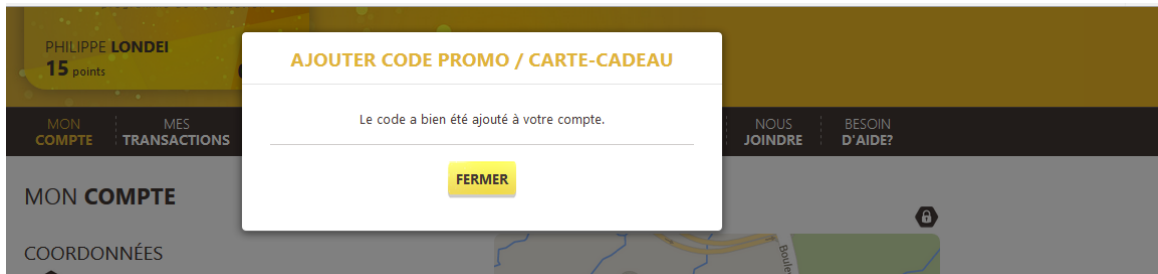 PHILIPPE LONDEI
15 points
AJOUTER CODE PROMO / CARTE-CADEAU
Le code a bien été ajouté à votre compte.
FERMER
MON COMPTE
MES TRANSACTIONS
NOUS JOINDRE
BESOIN D'AIDE?
MON COMPTE
COORDONNÉES